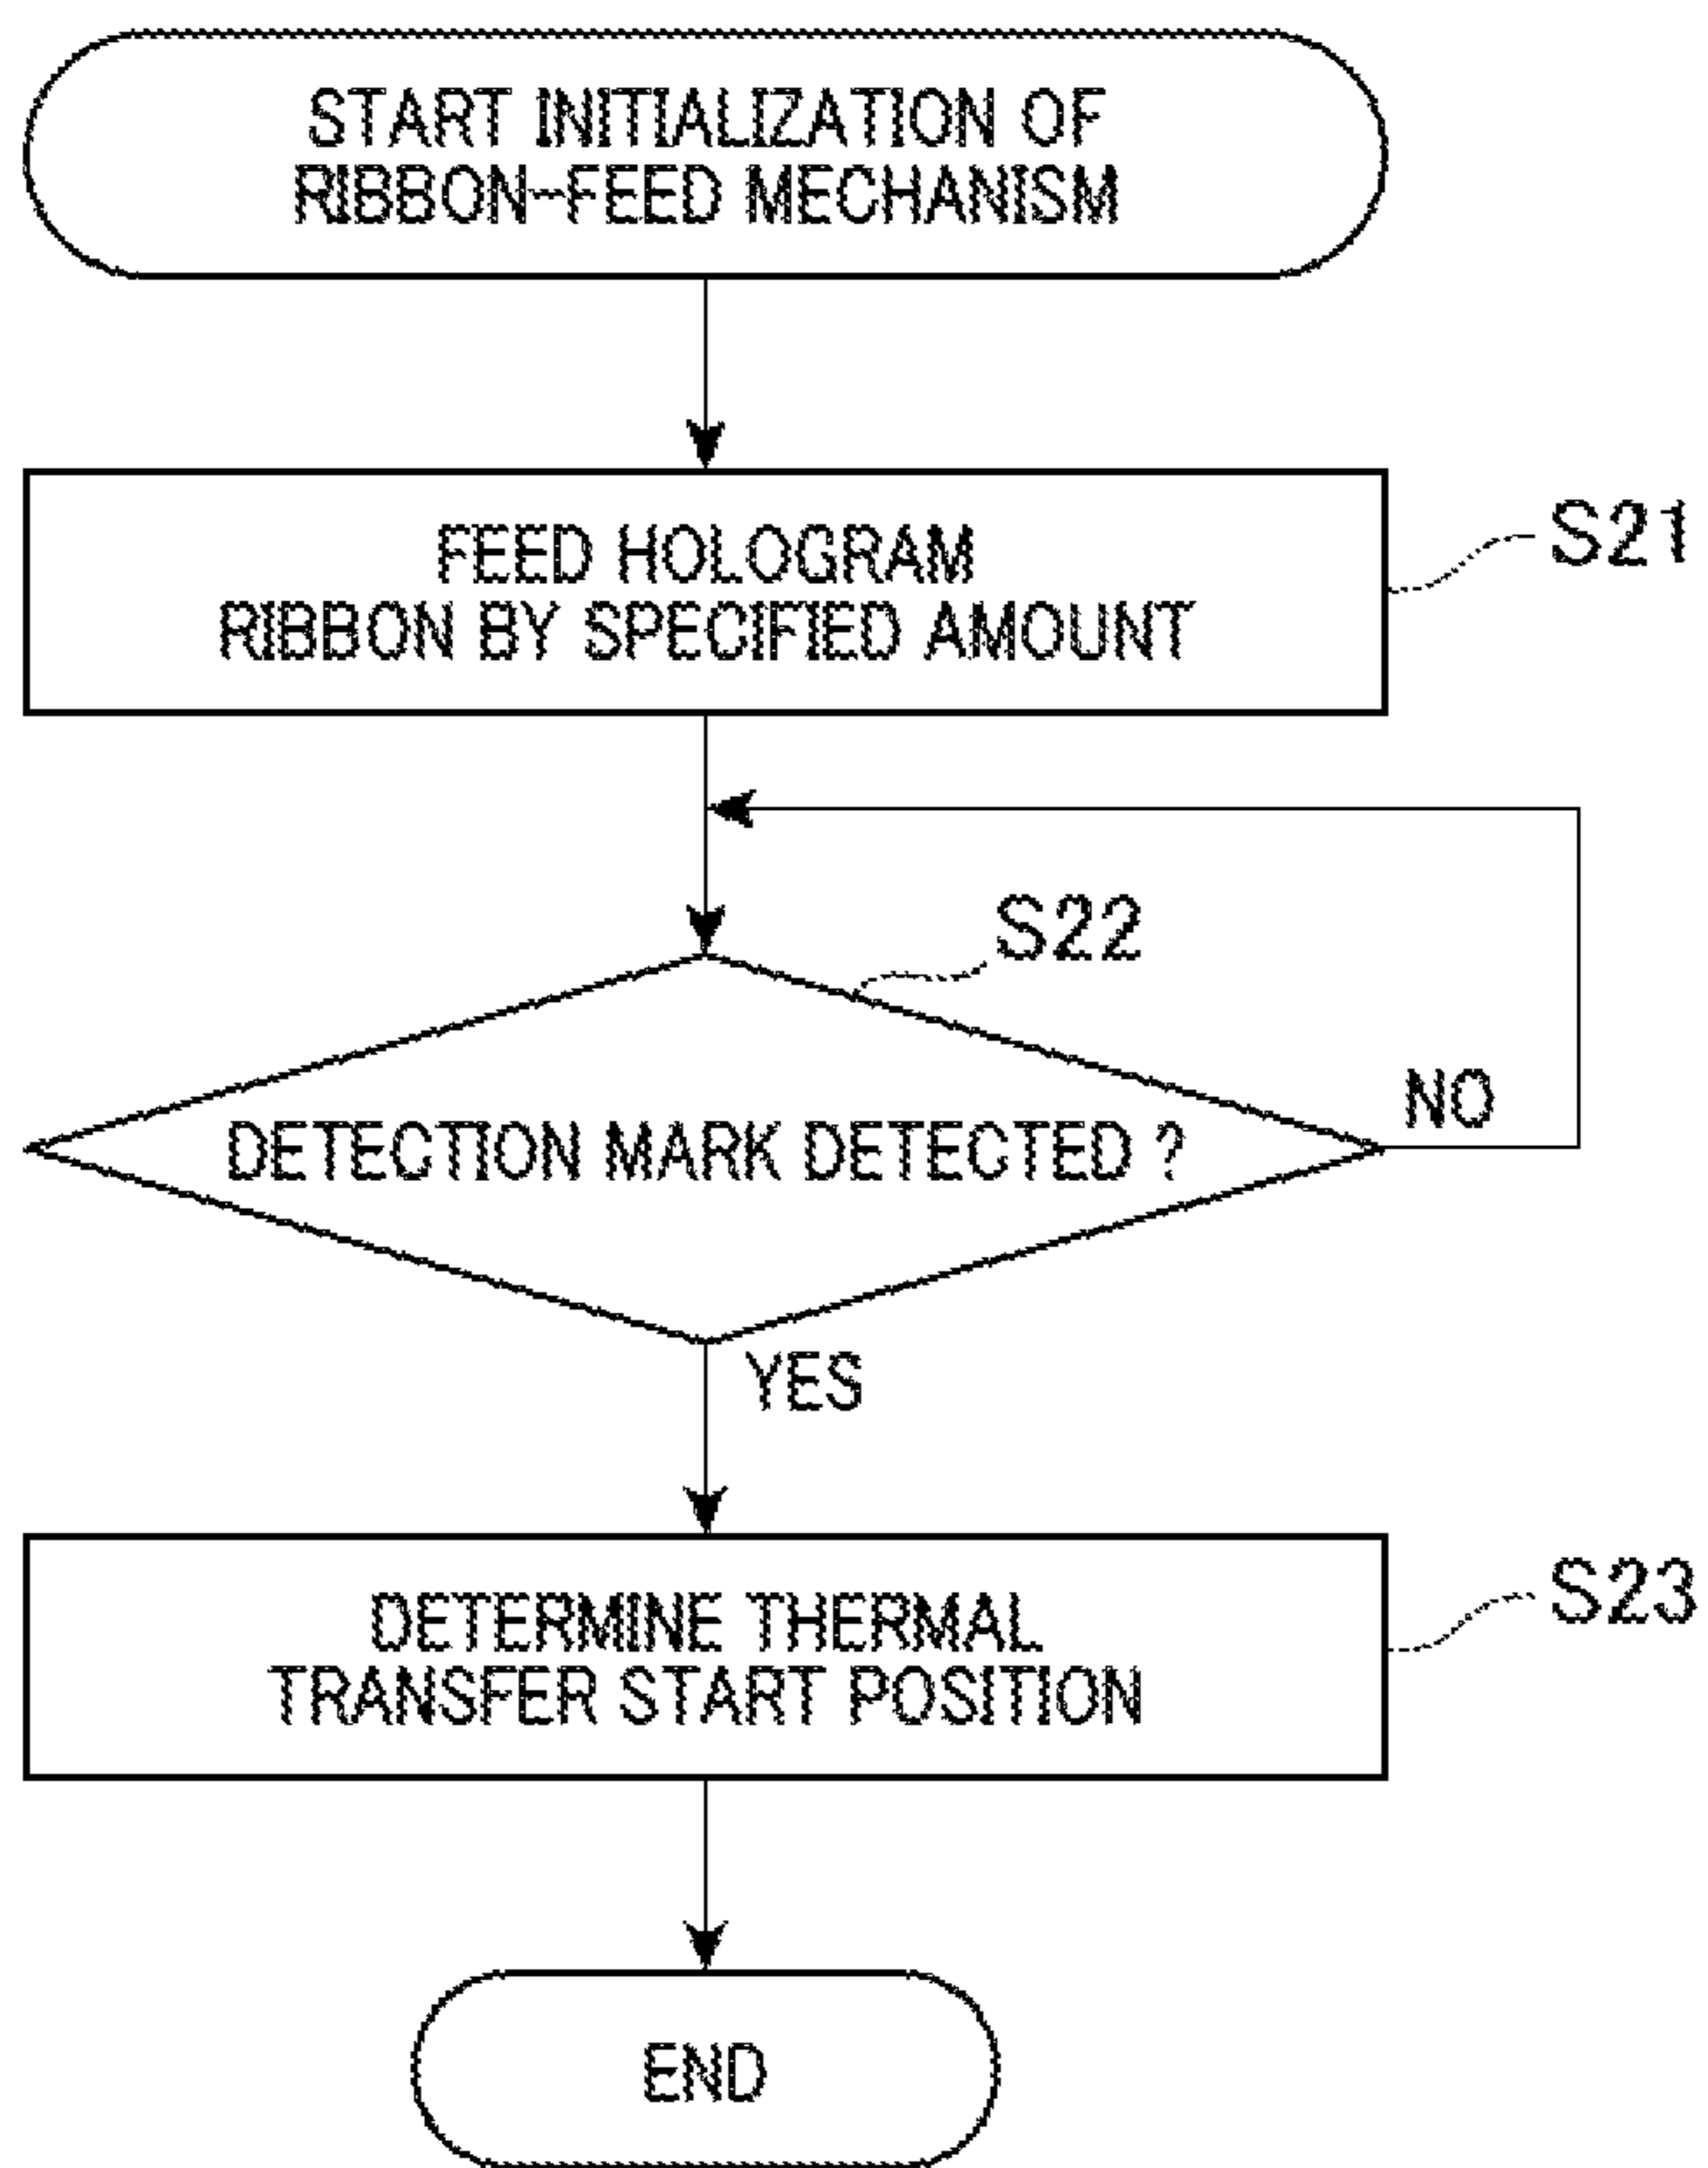 START INITIALIZATION OF
RIBBON-FEED MECHANISM
FEED HOLOGRAM
RIBBON BY SPECIFIED AMOUNT
S21
S22
DETECTION MARK DETECTED ?
NO
YES
DETERMINE THERMAL
TRANSFER START POSITION
S23
END